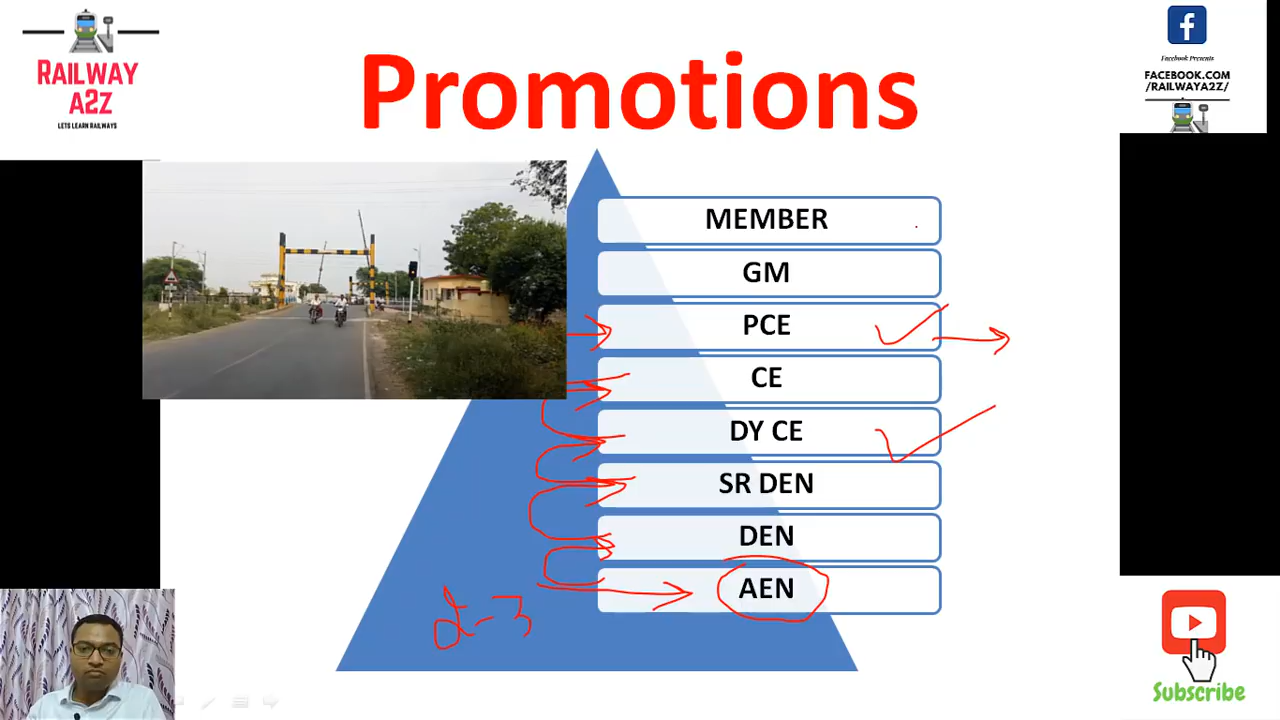 RAILWAY
A2Z
LETS LEARN RAILWAYS
Promotions
Facebook Presents
FACEBOOK.COM
/RAILWAYA2Z/
MEMBER
GM
PCE
CE
DY CE
SR DEN
DEN
AEN
Subscribe